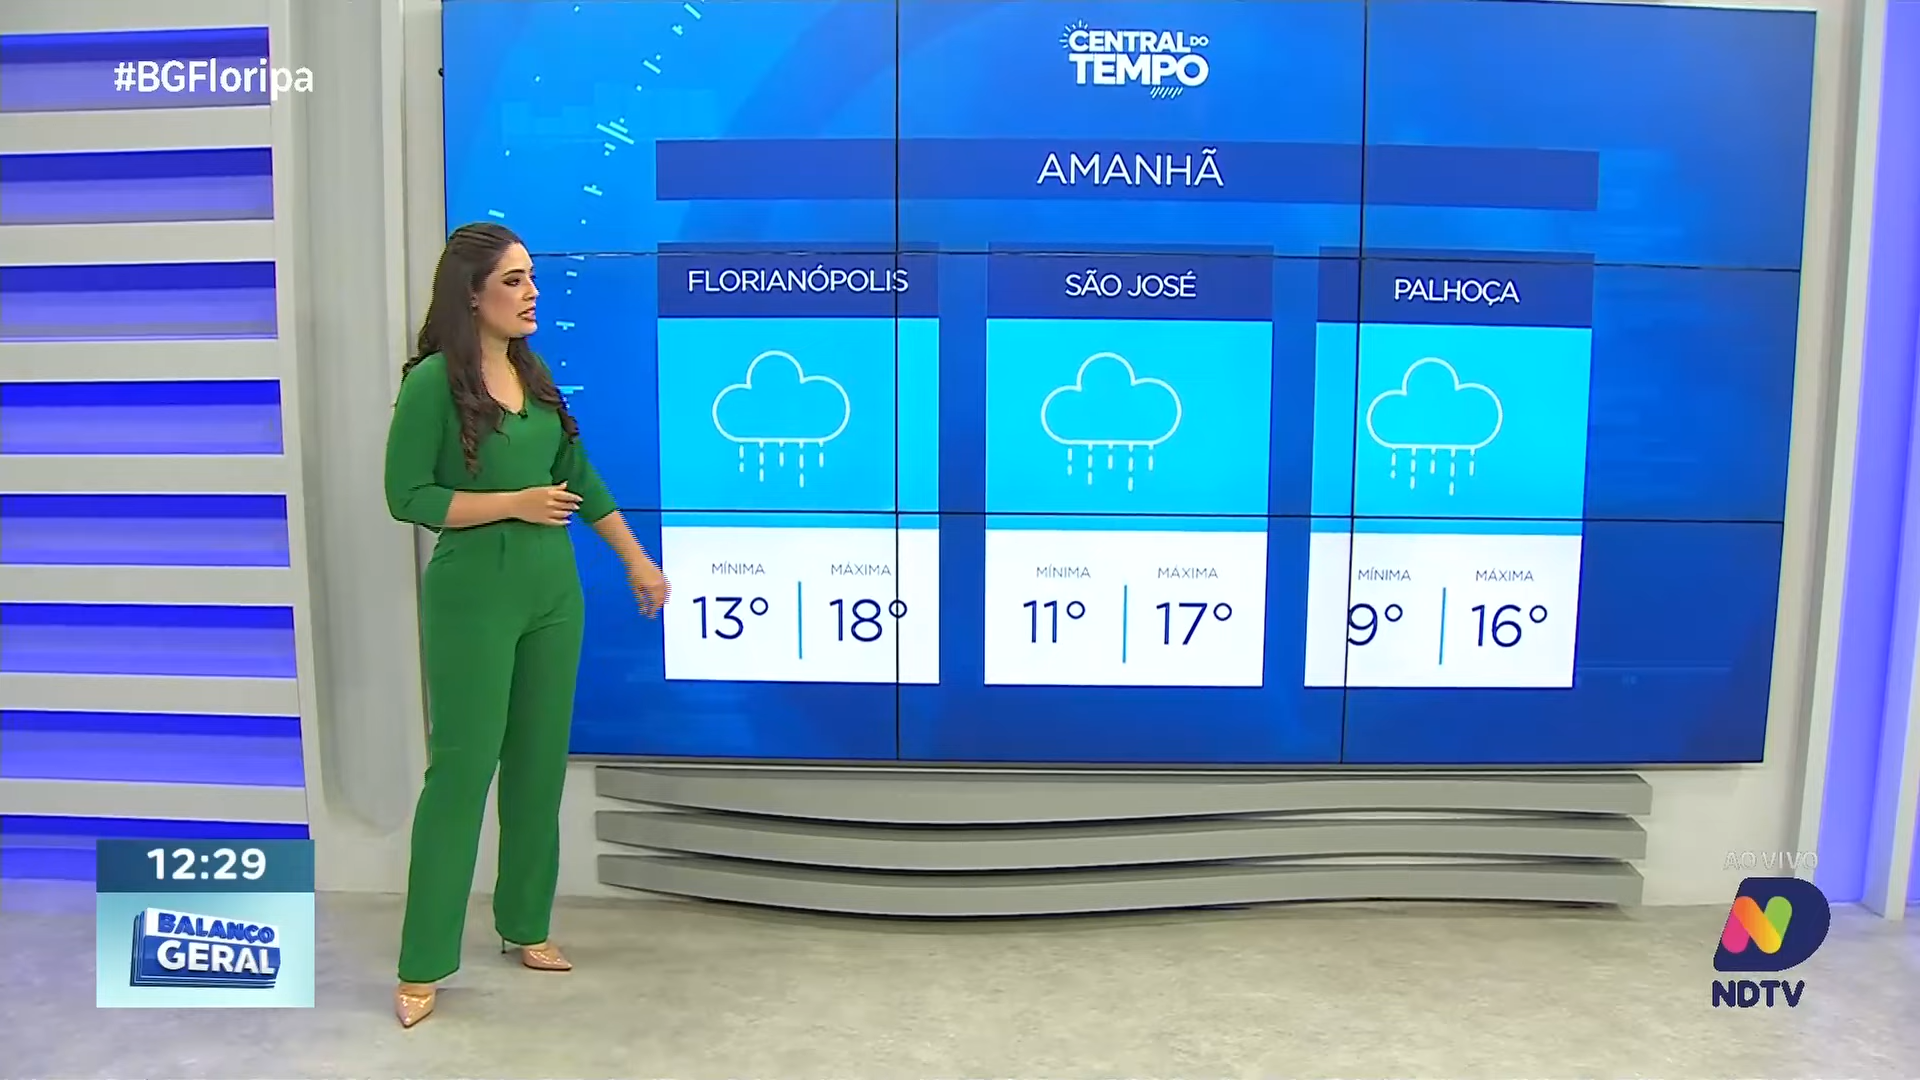 #BGFloripa
CENTRAL DO
TEMPO
AMANHÃ
FLORIANÓPOLIS
SÃO JOSÉ
PALHOÇA
MÍNIMA
MÁXIMA
13°
18°
MÍNIMA
MÁXIMA
11°
17°
MÍNIMA
MÁXIMA
9°
16°
12:29
BALANÇO
GERAL
AO VIVO
N
NDTV